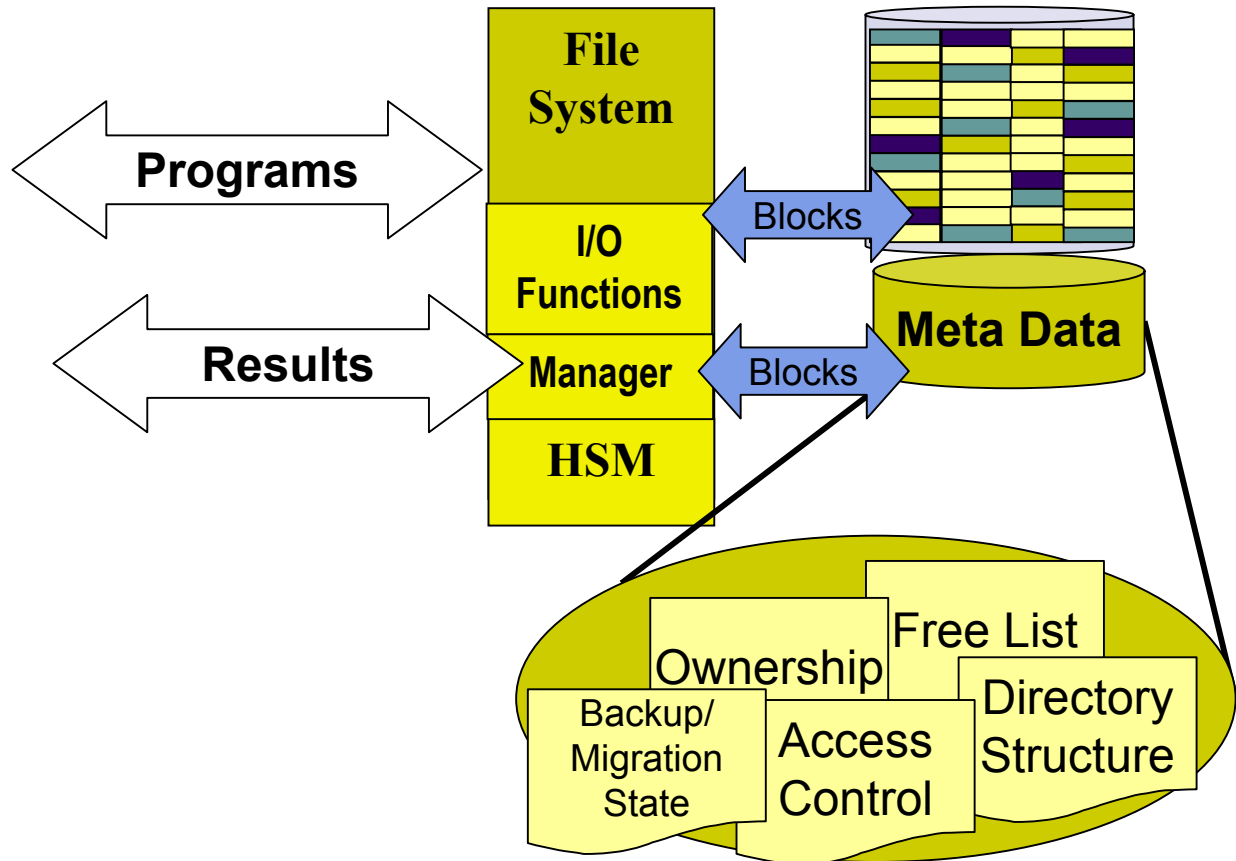 File
System
Programs
I/O
Functions
Blocks
Results
Manager
Blocks
Meta Data
HSM
Free List
Ownership
Directory
Structure
Backup/
Migration
State
Access
Control